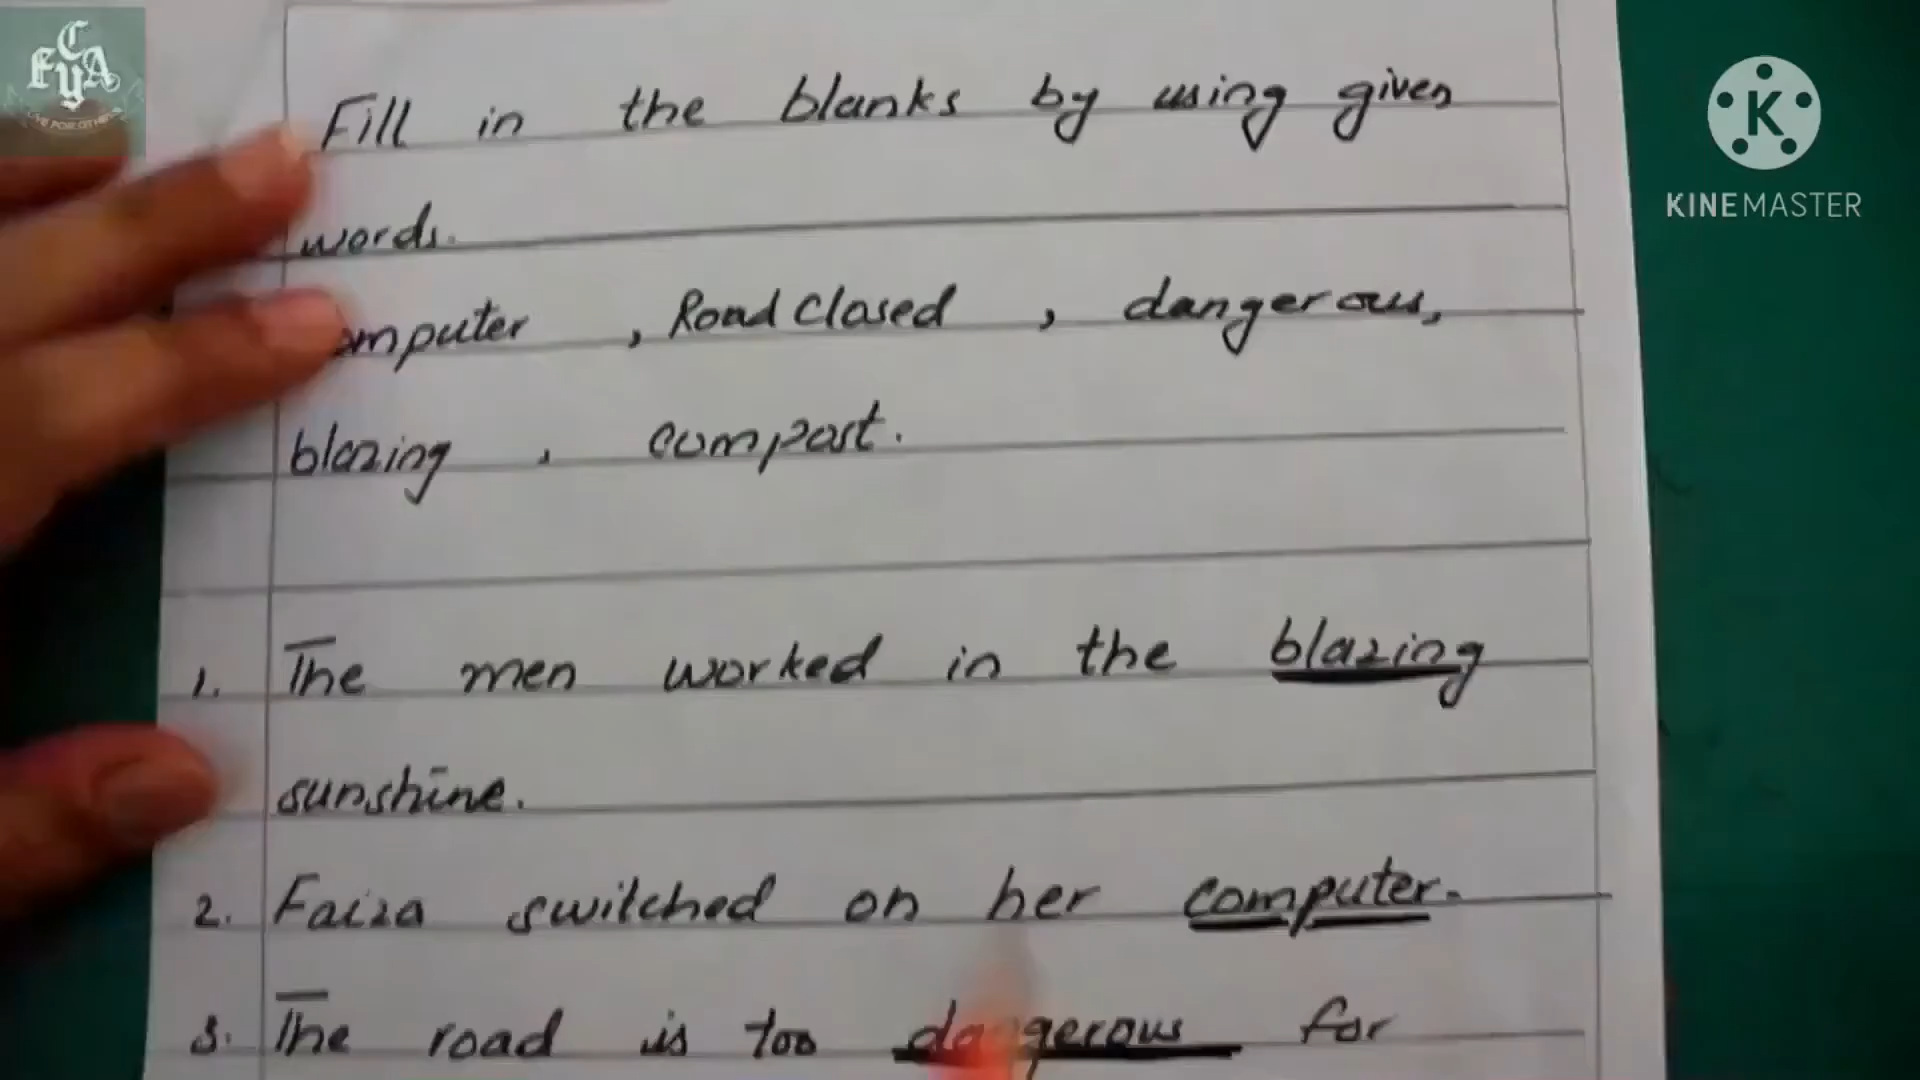 Fill in the blanks by using given
words.
omputer , Road Closed , dangerous,
blazing , compost.
1. The men worked in the blazing
sunshine.
2. Faiza switched on her computer.
3. The road is too dangerous for
K
KINEMASTER